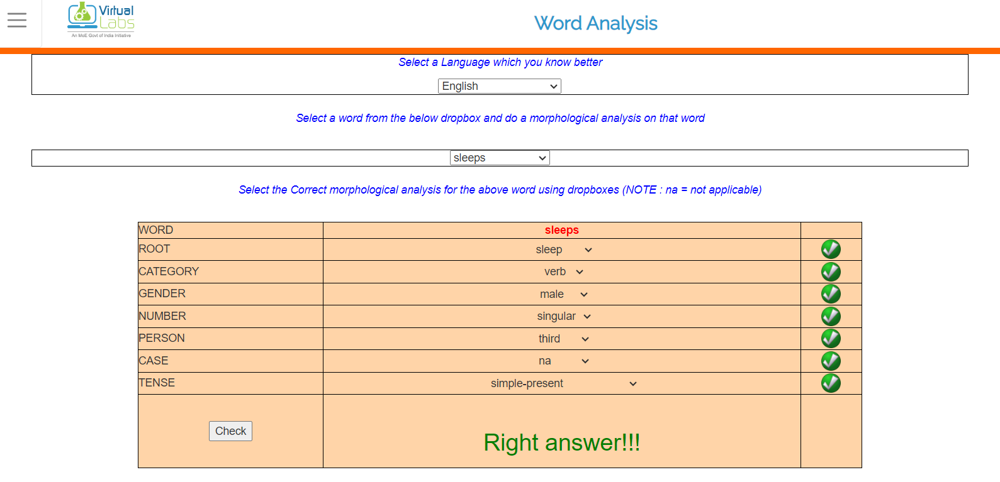 Virtual
Labs
An MoE Govt of India Initiative
Word Analysis
Select a Language which you know better
English
Select a word from the below dropbox and do a morphological analysis on that word
sleeps
Select the Correct morphological analysis for the above word using dropboxes (NOTE : na = not applicable)
WORD sleeps
ROOT sleep
CATEGORY verb
GENDER male
NUMBER singular
PERSON third
CASE na
TENSE simple-present
Check
Right answer!!!